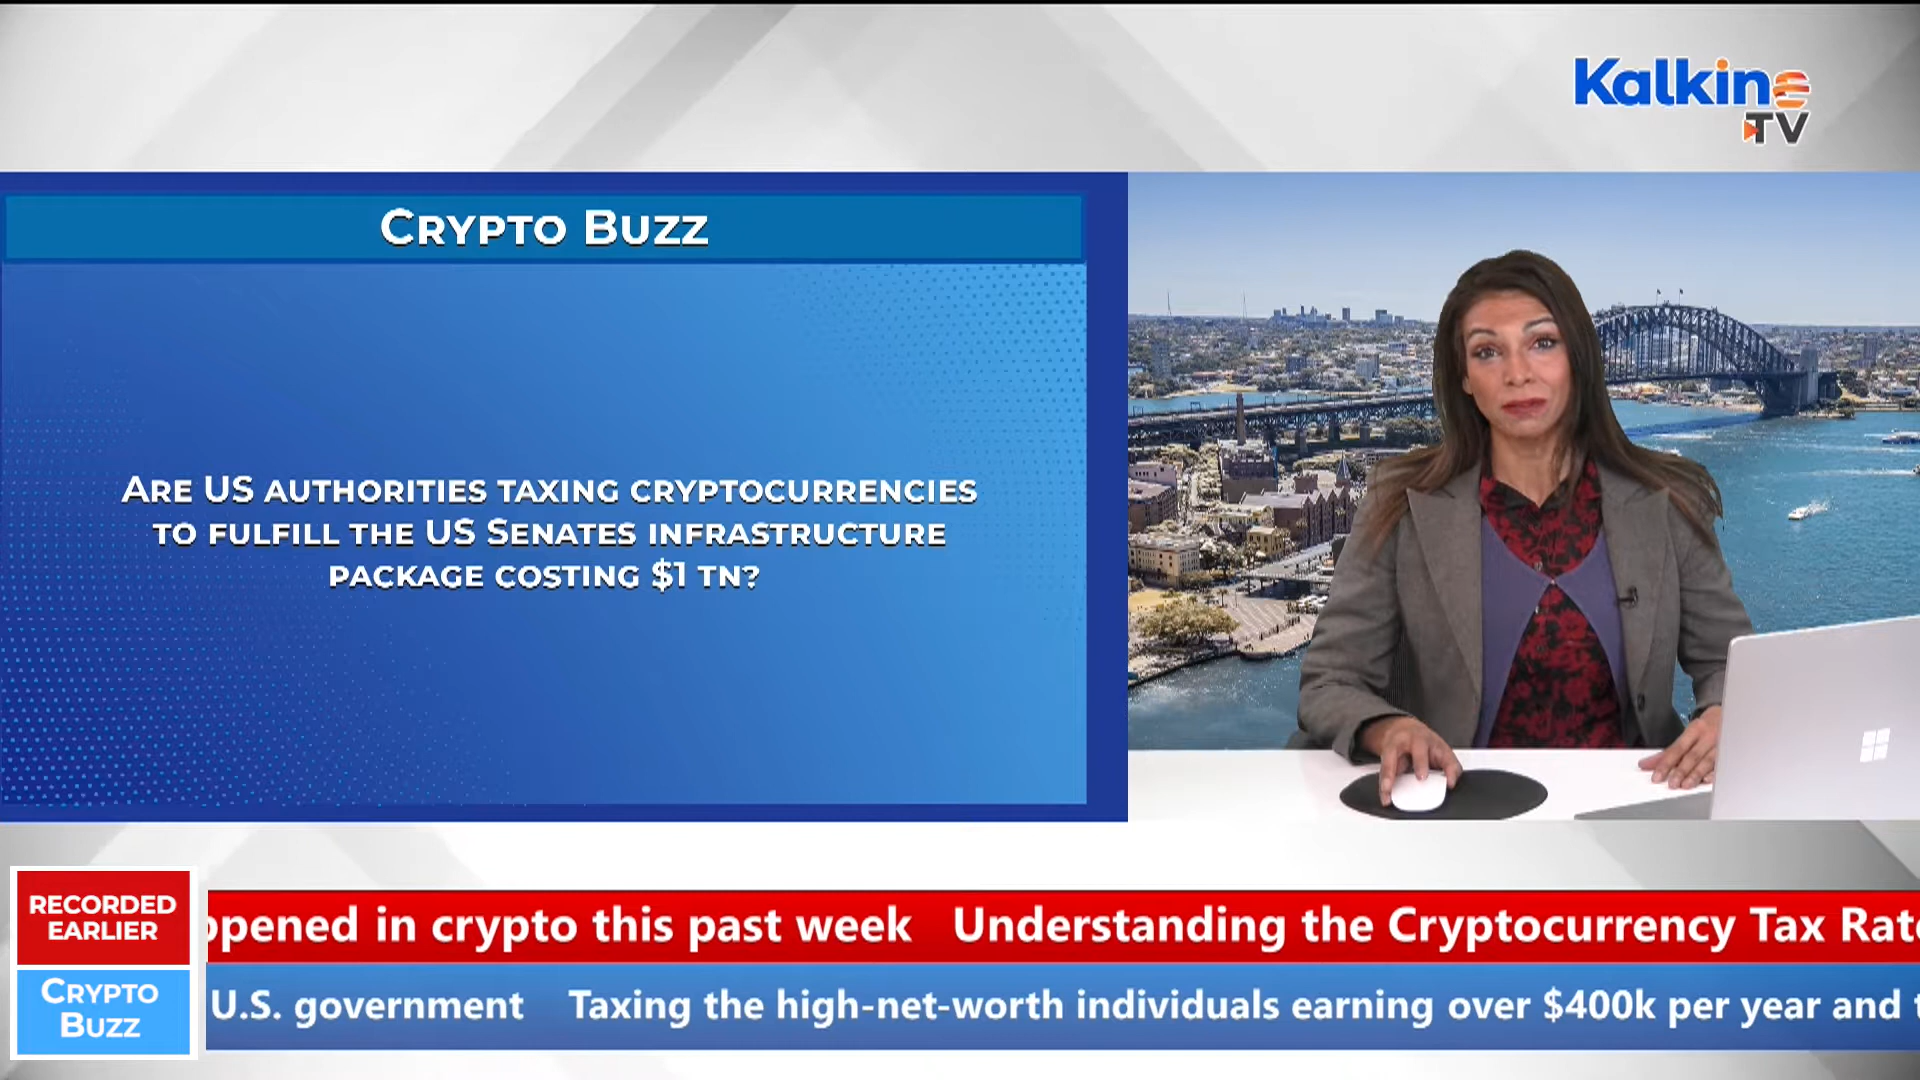 Kalkine
TV
CRYPTO BUZZ
ARE US AUTHORITIES TAXING CRYPTOCURRENCIES
TO FULFILL THE US SENATES INFRASTRUCTURE
PACKAGE COSTING $1 TN?
RECORDED
EARLIER
in crypto this past week Understanding the Cryptocurrency Tax
CRYPTO
BUZZ
U.S. government Taxing the high-net-worth individuals earning over $400k per year and